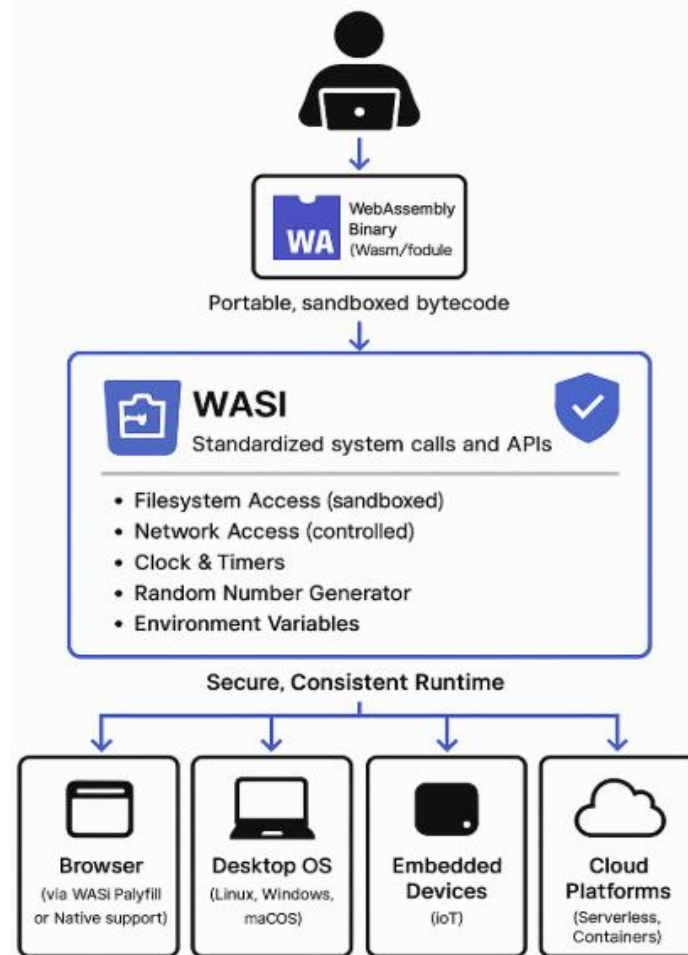 WA
WebAssembly
Binary
(Wasm/fodule
Portable, sandboxed bytecode
WASI
Standardized system calls and APIs
• Filesystem Access (sandboxed)
• Network Access (controlled)
• Clock & Timers
• Random Number Generator
• Environment Variables
Secure, Consistent Runtime
Browser
(via WASi Palyfill
or Native support)
Desktop OS
(Linux, Windows,
maCOS)
Embedded
Devices
(ioT)
Cloud
Platforms
(Serverless,
Containers)